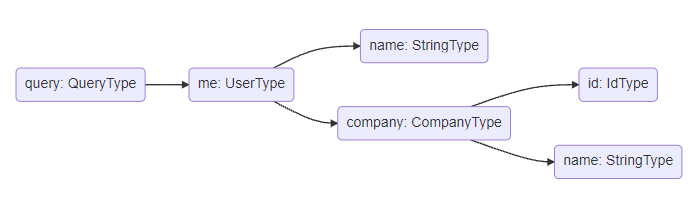 query: QueryType
me: UserType
name: StringType
company: CompanyType
id: IdType
name: StringType